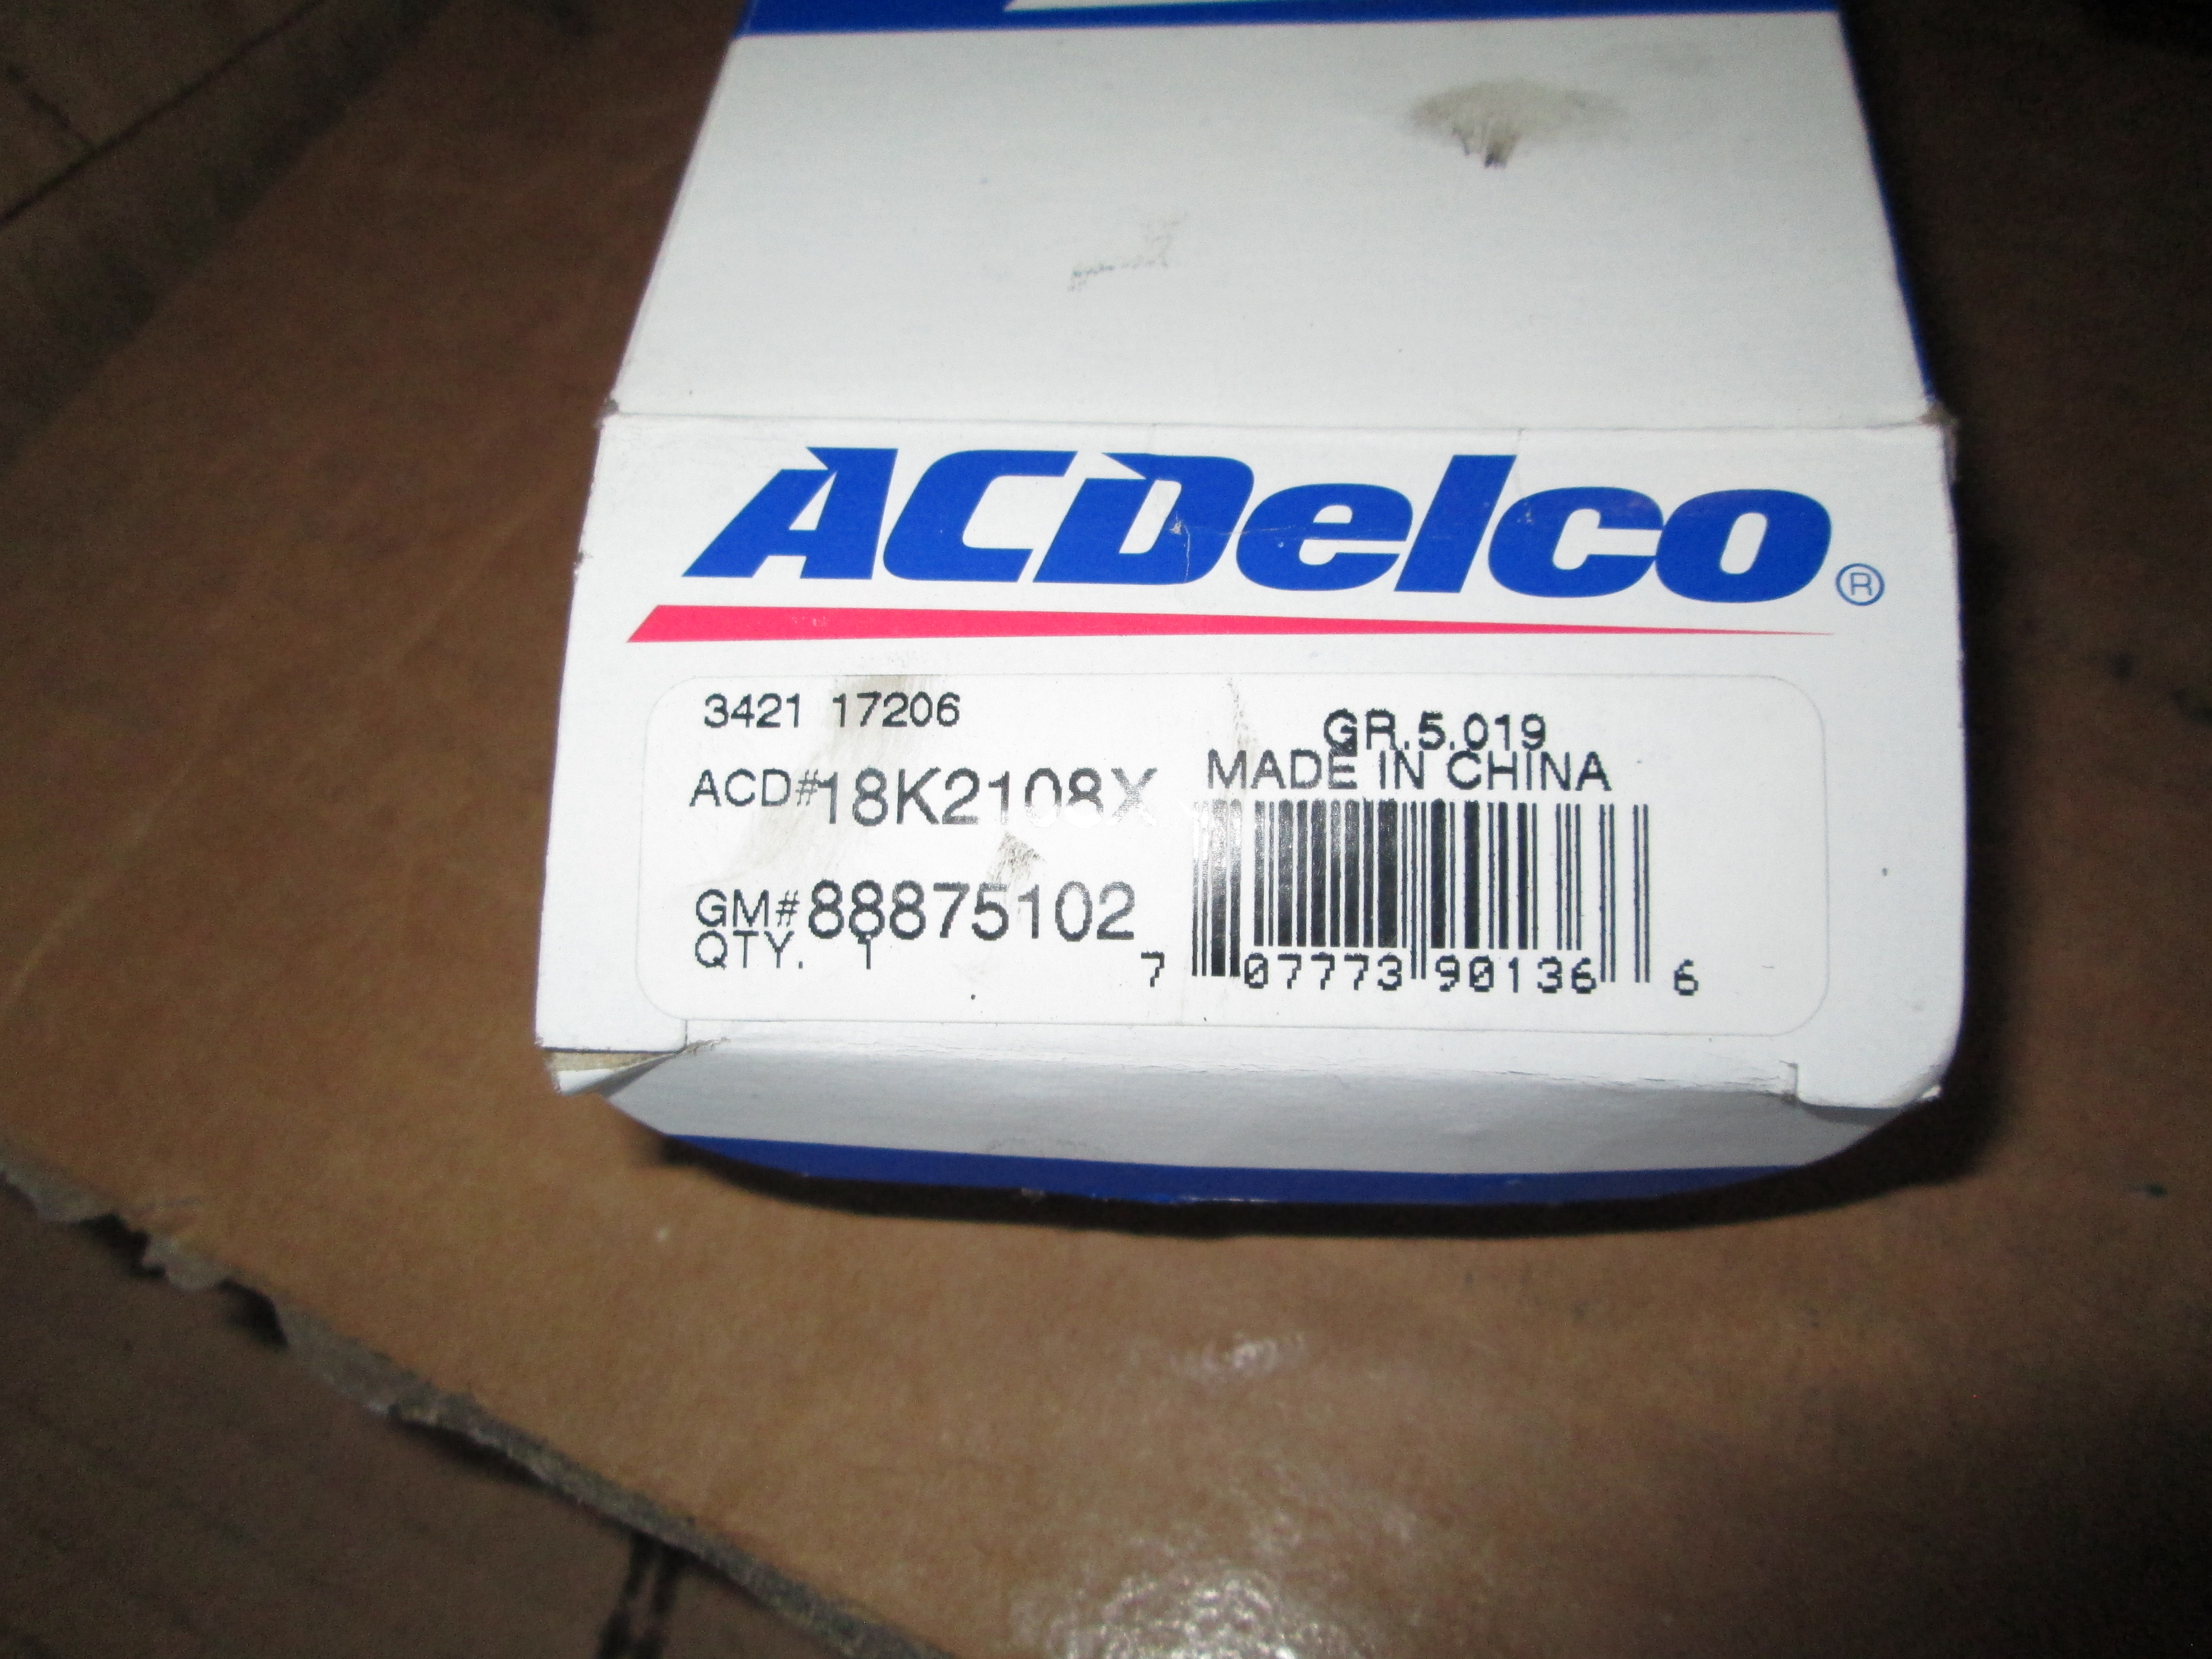 ACDelco®
3421 17206
GR.5.019
MADE IN CHINA
ACD#18K2108X
GM#88875102
QTY. 1
7 07773 90136 6